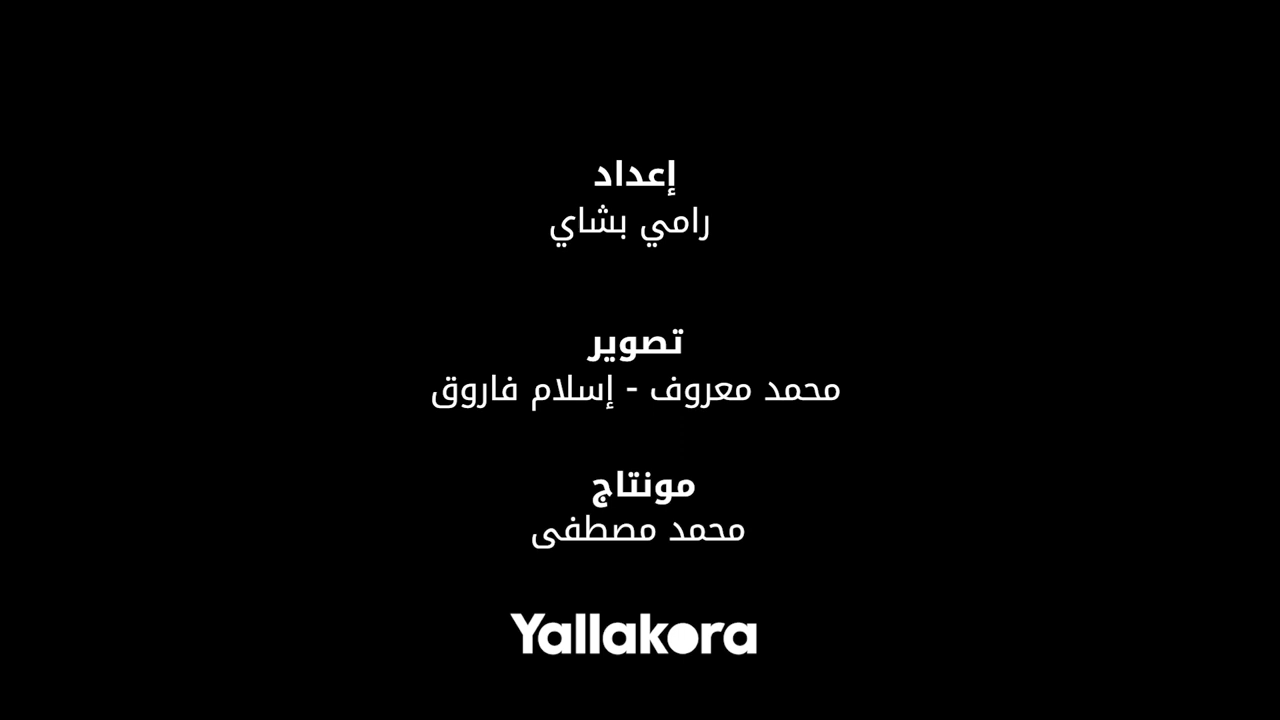 إعداد
رامي بشاي
تصوير
محمد معروف - إسلام فاروق
مونتاج
محمد مصطفى
Yallakora